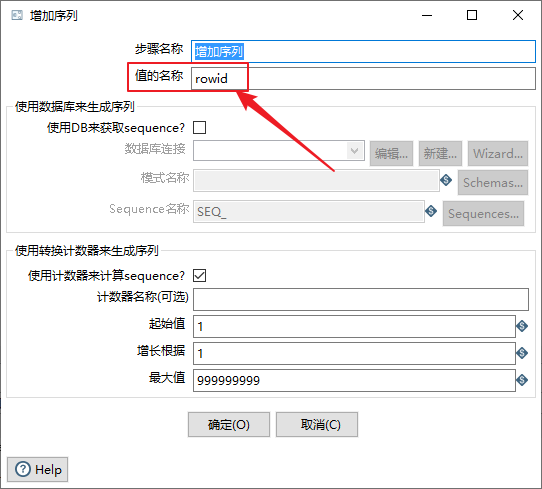 增加序列
步骤名称 增加序列
值的名称 rowid
使用数据库来生成序列
使用DB来获取sequence?
数据库连接 编辑... 新建... Wizard...
模式名称 Schemas...
Sequence名称 SEQ_ Sequences...
使用转换计数器来生成序列
使用计数器来计算sequence?
计数器名称(可选)
起始值 1
增长根据 1
最大值 999999999
确定(O) 取消(C)
Help